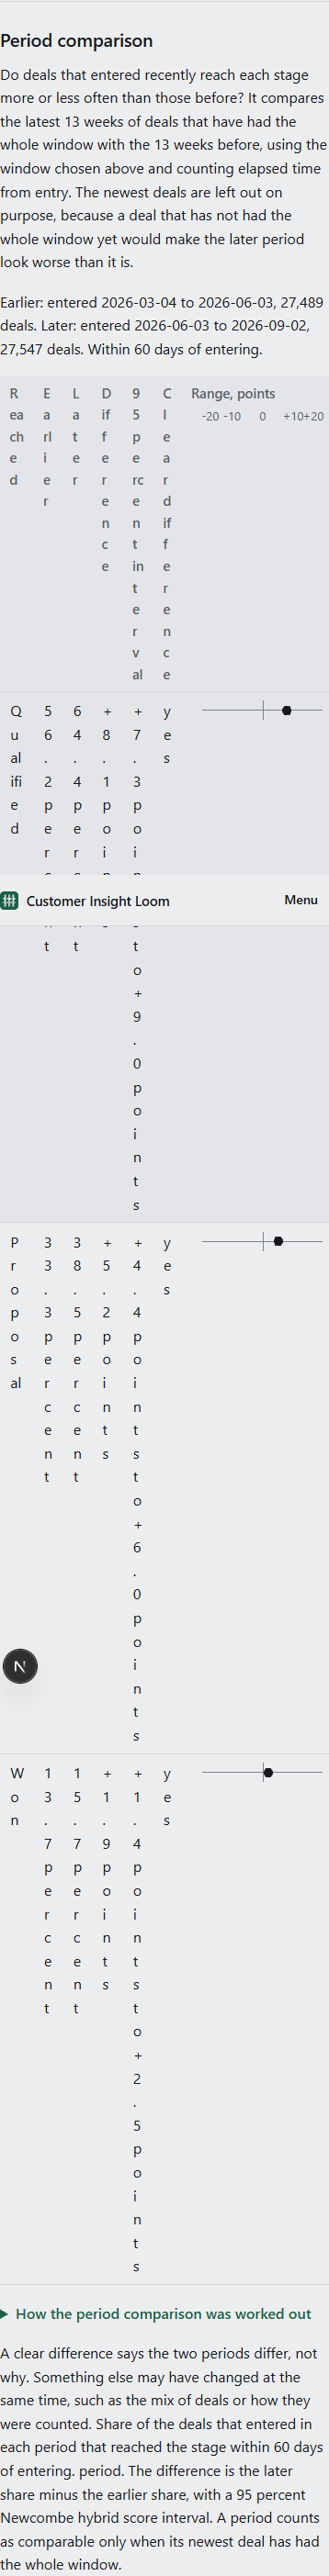 Period comparison
Do deals that entered recently reach each stage
more or less often than those before? It compares
the latest 13 weeks of deals that have had the
whole window with the 13 weeks before, using the
window chosen above and counting elapsed time
from entry. The newest deals are left out on
purpose, because a deal that has not had the
whole window yet would make the later period
look worse than it is.
Earlier: entered 2026-03-04 to 2026-06-03, 27,489
deals. Later: entered 2026-06-03 to 2026-09-02,
27,547 deals. Within 60 days of entering.
Reached
Earlier
Later
Difference
95 percent interval
Clear difference
Range, points
-20 -10 0 +10 +20
Qualified
56.2 per
64.4 per
+8.1 poi
+7.3 poi
yes
Customer Insight Loom
Menu
t
t
to +9.0 points
Proposal
33.3 percent
38.5 percent
+5.2 points
+4.4 points to +6.0 points
yes
N
Won
13.7 percent
15.7 percent
+1.9 points
+1.4 points to +2.5 points
yes
How the period comparison was worked out
A clear difference says the two periods differ, not
why. Something else may have changed at the
same time, such as the mix of deals or how they
were counted. Share of the deals that entered in
each period that reached the stage within 60 days
of entering. period. The difference is the later
share minus the earlier share, with a 95 percent
Newcombe hybrid score interval. A period counts
as comparable only when its newest deal has had
the whole window.